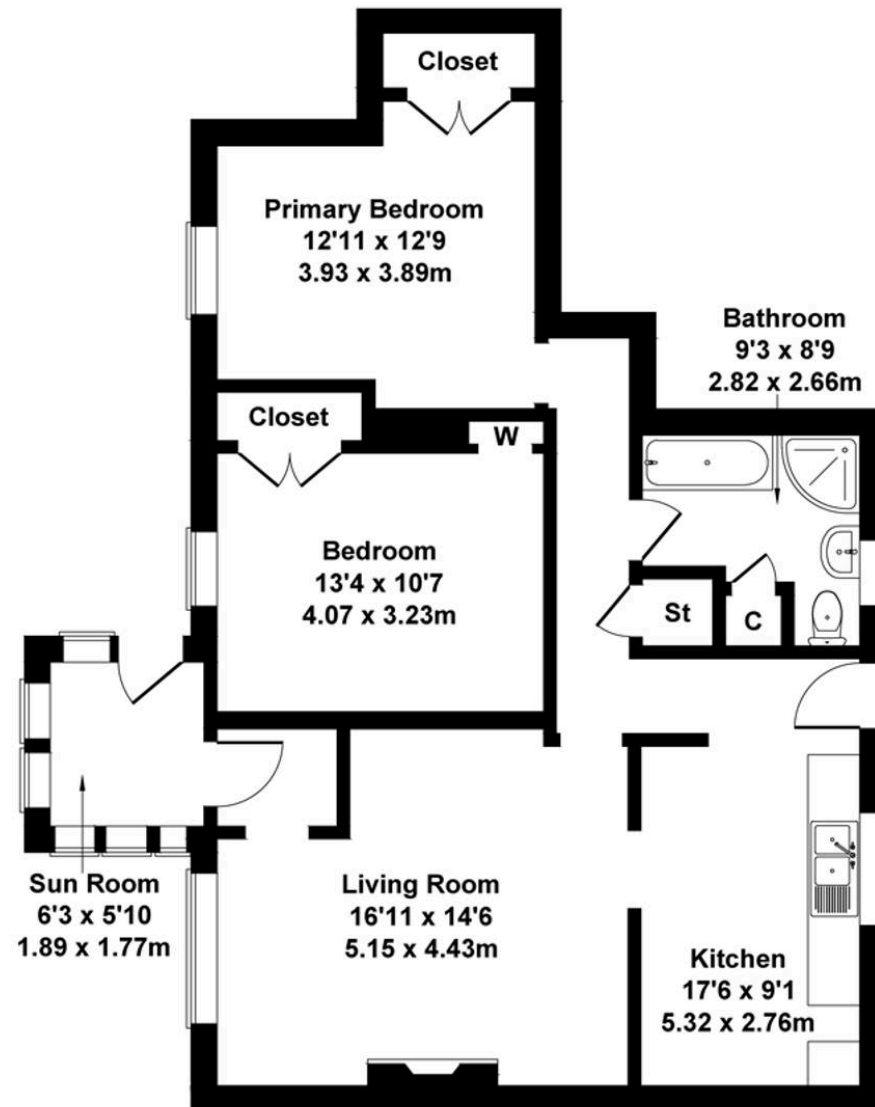 Closet
Primary Bedroom
12'11 x 12'9
3.93 x 3.89m
Bathroom
9'3 x 8'9
2.82 x 2.66m
Closet
W
Bedroom
13'4 x 10'7
4.07 x 3.23m
St
C
Sun Room
6'3 x 5'10
1.89 x 1.77m
Living Room
16'11 x 14'6
5.15 x 4.43m
Kitchen
17'6 x 9'1
5.32 x 2.76m